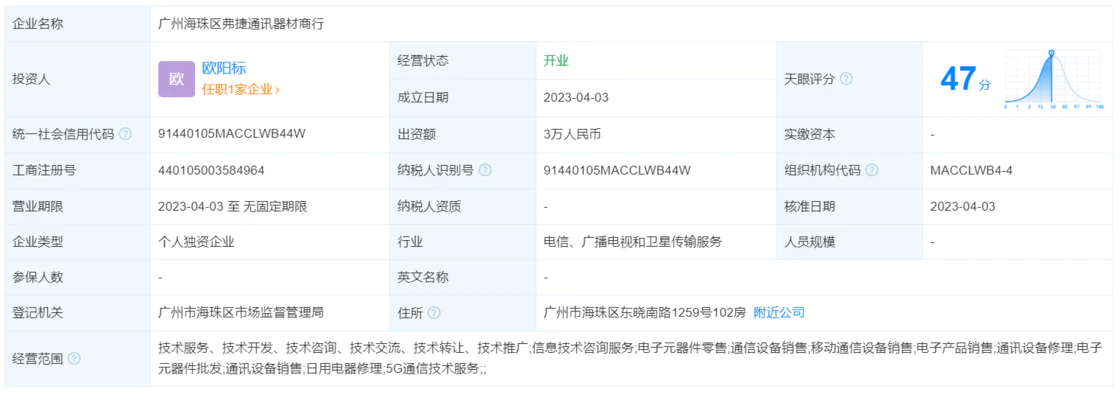 企业名称 广州海珠区弗捷通讯器材商行
投资人 欧 欧阳标 任职1家企业>
经营状态 开业
成立日期 2023-04-03
天眼评分 47分
统一社会信用代码 91440105MACCLWB44W 出资额 3万人民币 实缴资本 -
工商注册号 440105003584964 纳税人识别号 91440105MACCLWB44W 组织机构代码 MACCLWB4-4
营业期限 2023-04-03 至 无固定期限 纳税人资质 - 核准日期 2023-04-03
企业类型 个人独资企业 行业 电信、广播电视和卫星传输服务 人员规模 -
参保人数 - 英文名称 -
登记机关 广州市海珠区市场监督管理局 住所 广州市海珠区东晓南路1259号102房 附近公司
经营范围 技术服务、技术开发、技术咨询、技术交流、技术转让、技术推广;信息技术咨询服务;电子元器件零售;通信设备销售;移动通信设备销售;电子产品销售;通讯设备修理;电子
元器件批发;通讯设备销售;日用电器修理;5G通信技术服务;;